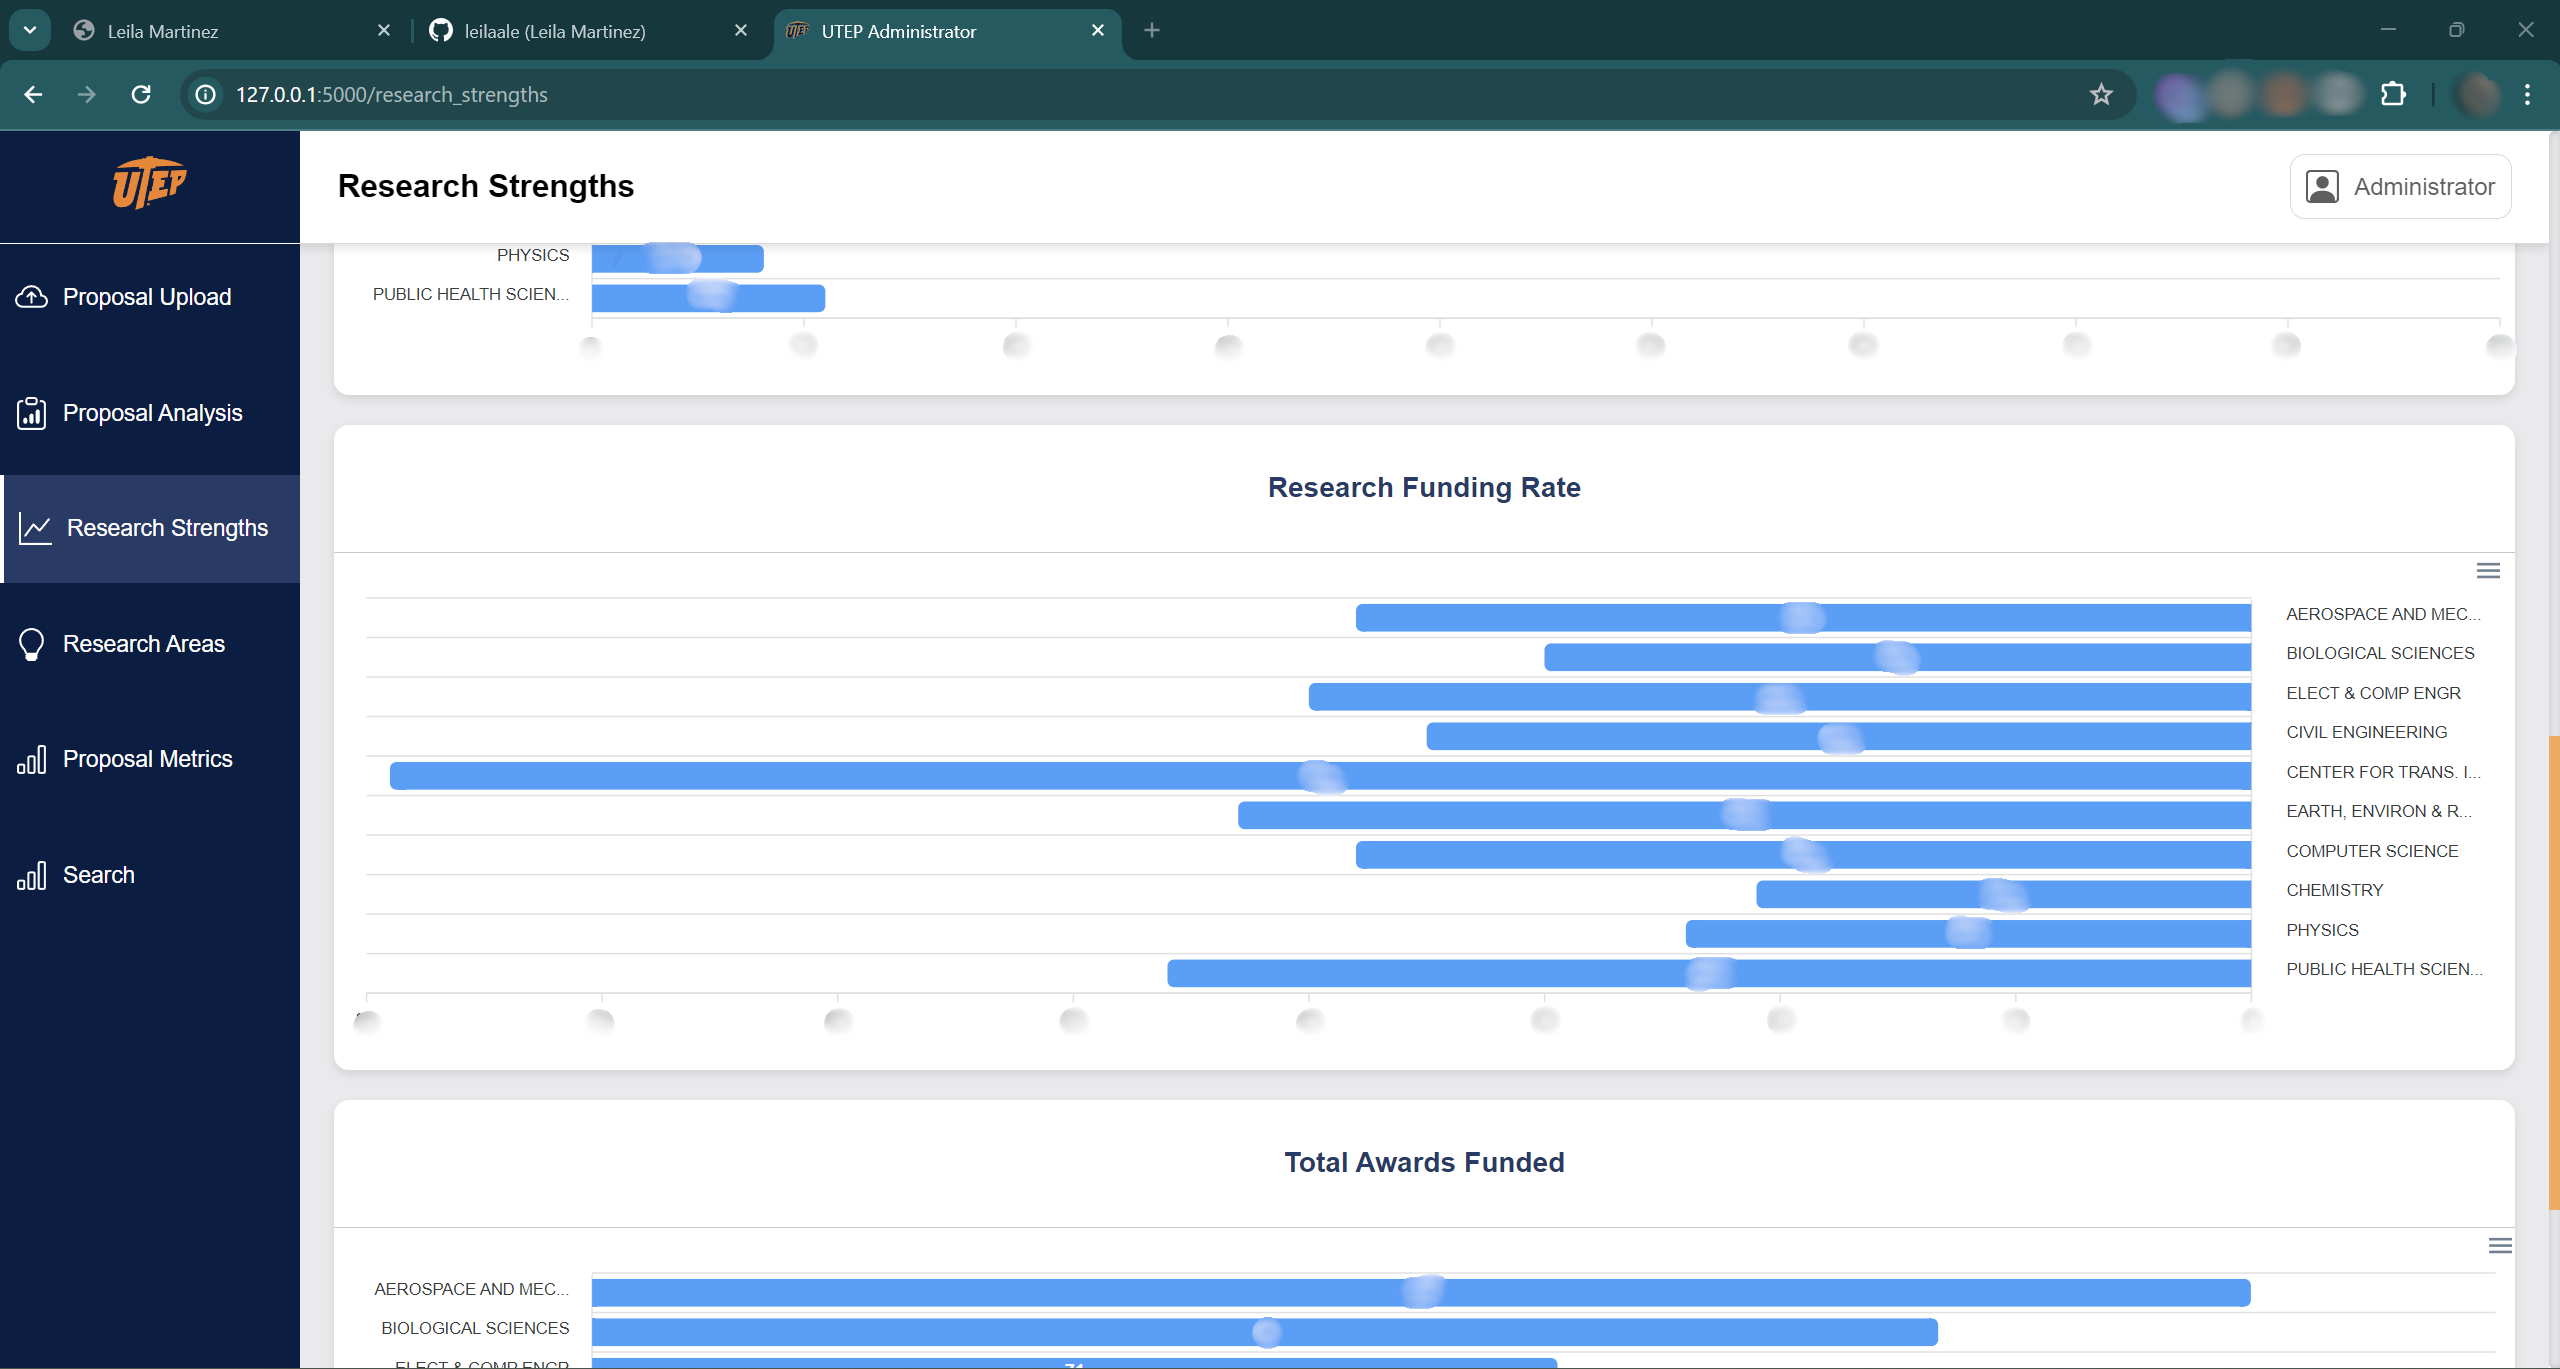 Leila Martinez
leilaale (Leila Martinez)
UTEP Administrator
127.0.0.1:5000/research_strengths
UTEP
Research Strengths
Administrator
Proposal Upload
Proposal Analysis
Research Strengths
Research Areas
Proposal Metrics
Search
PHYSICS
PUBLIC HEALTH SCIEN...
Research Funding Rate
AEROSPACE AND MEC...
BIOLOGICAL SCIENCES
ELECT & COMP ENGR
CIVIL ENGINEERING
CENTER FOR TRANS. I...
EARTH, ENVIRON & R...
COMPUTER SCIENCE
CHEMISTRY
PHYSICS
PUBLIC HEALTH SCIEN...
Total Awards Funded
AEROSPACE AND MEC...
BIOLOGICAL SCIENCES
ELECT & COMP ENGR